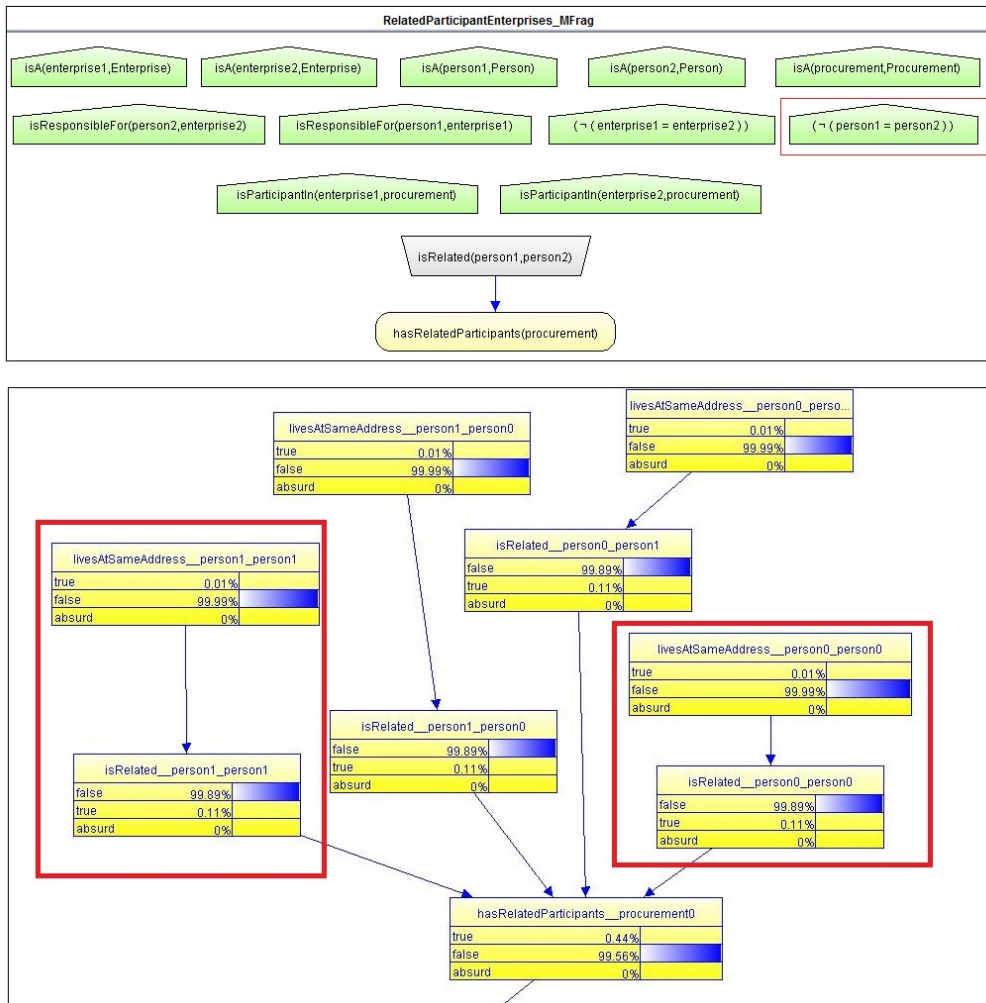 RelatedParticipantEnterprises_MFrag
isA(enterprise1,Enterprise)
isA(enterprise2,Enterprise)
isA(person1,Person)
isA(person2,Person)
isA(procurement,Procurement)
isResponsibleFor(person2,enterprise2)
isResponsibleFor(person1,enterprise1)
( ¬ ( enterprise1 = enterprise2 ) )
( ¬ ( person1 = person2 ) )
isParticipantIn(enterprise1,procurement)
isParticipantIn(enterprise2,procurement)
isRelated(person1,person2)
hasRelatedParticipants(procurement)
livesAtSameAddress__person0_perso...
true 0.01%
false 99.99%
absurd 0%
livesAtSameAddress__person1_person0
true 0.01%
false 99.99%
absurd 0%
isRelated__person0_person1
false 99.89%
true 0.11%
absurd 0%
livesAtSameAddress__person1_person1
true 0.01%
false 99.99%
absurd 0%
livesAtSameAddress__person0_person0
true 0.01%
false 99.99%
absurd 0%
isRelated__person1_person0
false 99.89%
true 0.11%
absurd 0%
isRelated__person1_person1
false 99.89%
true 0.11%
absurd 0%
isRelated__person0_person0
false 99.89%
true 0.11%
absurd 0%
hasRelatedParticipants__procurement0
true 0.44%
false 99.56%
absurd 0%